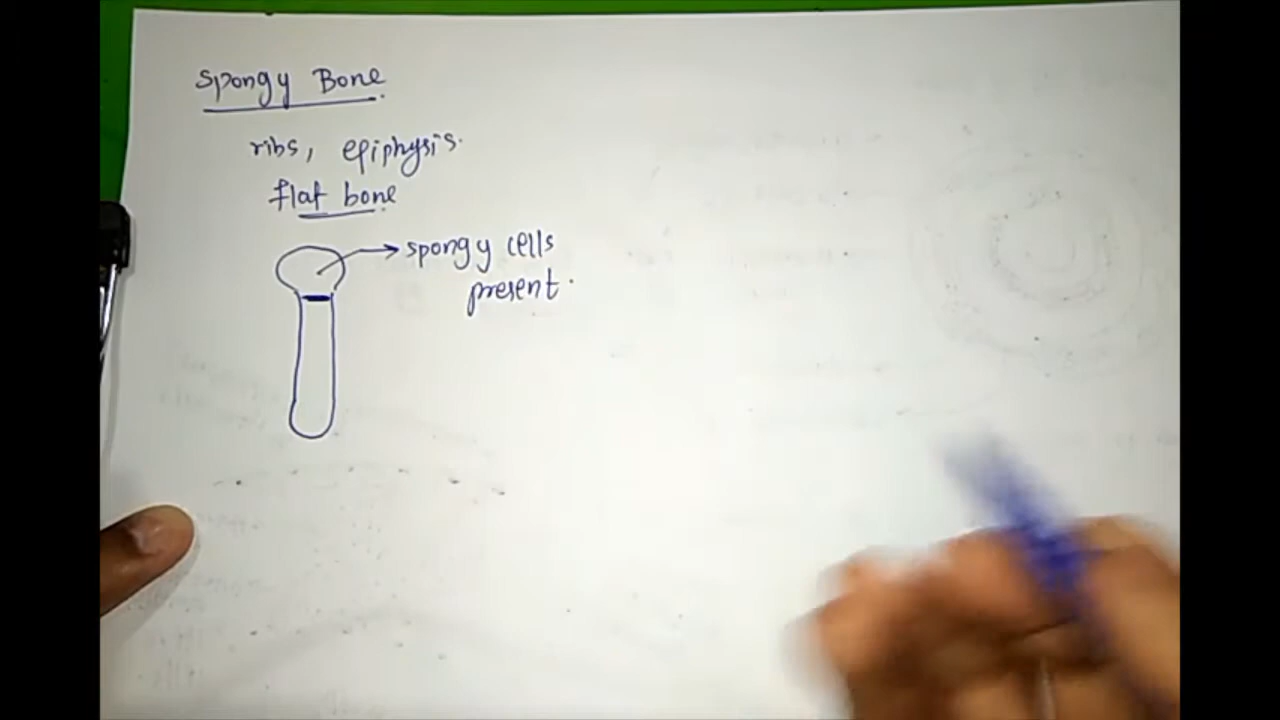 Spongy Bone
ribs, epiphysis.
flat bone
spongy cells
present.